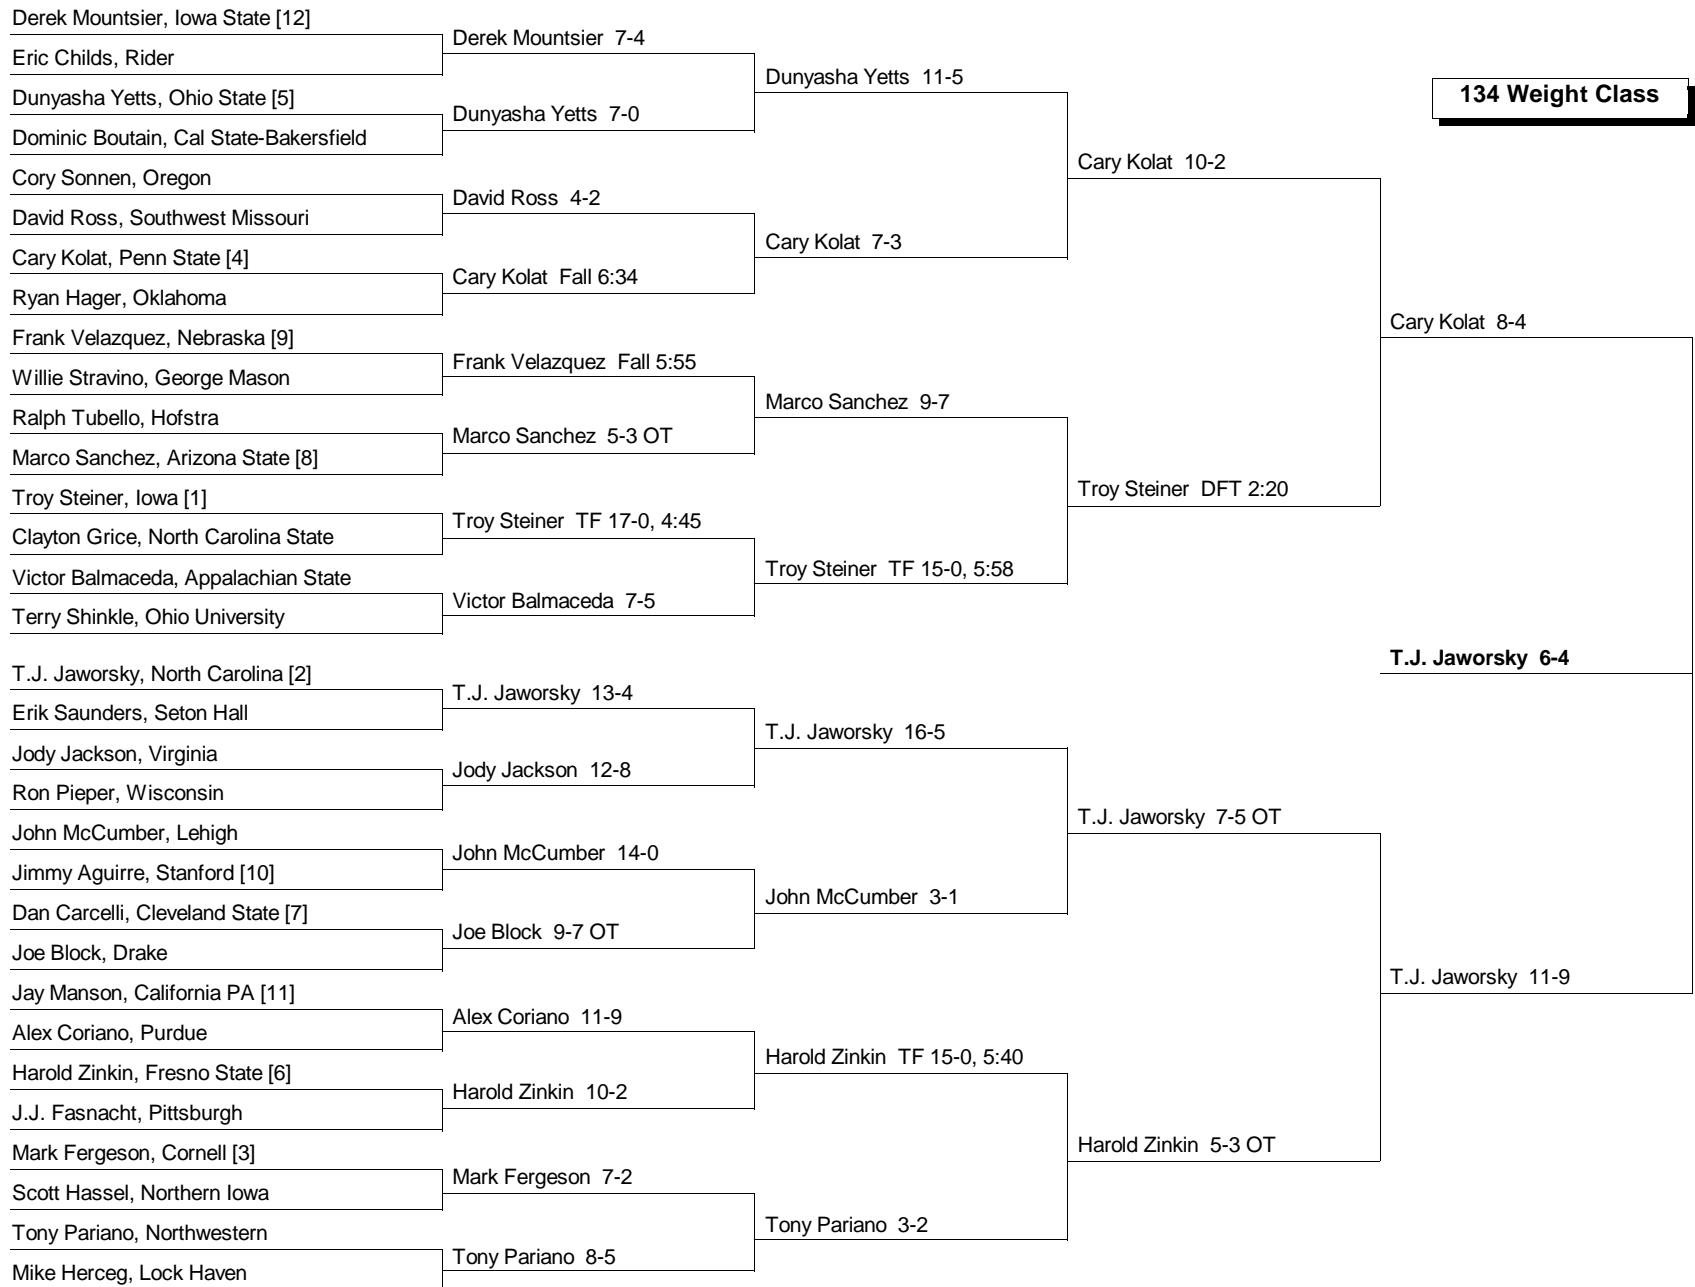 Derek Mountsier, Iowa State [12]
Eric Childs, Rider
Dunyasha Yetts, Ohio State [5]
Dominic Boutain, Cal State-Bakersfield
Cory Sonnen, Oregon
David Ross, Southwest Missouri
Cary Kolat, Penn State [4]
Ryan Hager, Oklahoma
Frank Velazquez, Nebraska [9]
Willie Stravino, George Mason
Ralph Tubello, Hofstra
Marco Sanchez, Arizona State [8]
Troy Steiner, Iowa [1]
Clayton Grice, North Carolina State
Victor Balmaceda, Appalachian State
Terry Shinkle, Ohio University
T.J. Jaworsky, North Carolina [2]
Erik Saunders, Seton Hall
Jody Jackson, Virginia
Ron Pieper, Wisconsin
John McCumber, Lehigh
Jimmy Aguirre, Stanford [10]
Dan Carcelli, Cleveland State [7]
Joe Block, Drake
Jay Manson, California PA [11]
Alex Coriano, Purdue
Harold Zinkin, Fresno State [6]
J.J. Fasnacht, Pittsburgh
Mark Fergeson, Cornell [3]
Scott Hassel, Northern Iowa
Tony Pariano, Northwestern
Mike Herceg, Lock Haven
Derek Mountsier 7-4
Dunyasha Yetts 7-0
David Ross 4-2
Cary Kolat Fall 6:34
Frank Velazquez Fall 5:55
Marco Sanchez 5-3 OT
Troy Steiner TF 17-0, 4:45
Victor Balmaceda 7-5
T.J. Jaworsky 13-4
Jody Jackson 12-8
John McCumber 14-0
Joe Block 9-7 OT
Alex Coriano 11-9
Harold Zinkin 10-2
Mark Fergeson 7-2
Tony Pariano 8-5
Dunyasha Yetts 11-5
Cary Kolat 7-3
Marco Sanchez 9-7
Troy Steiner TF 15-0, 5:58
T.J. Jaworsky 16-5
John McCumber 3-1
Harold Zinkin TF 15-0, 5:40
Tony Pariano 3-2
Cary Kolat 10-2
Troy Steiner DFT 2:20
T.J. Jaworsky 7-5 OT
Harold Zinkin 5-3 OT
134 Weight Class
Cary Kolat 8-4
T.J. Jaworsky 6-4
T.J. Jaworsky 11-9